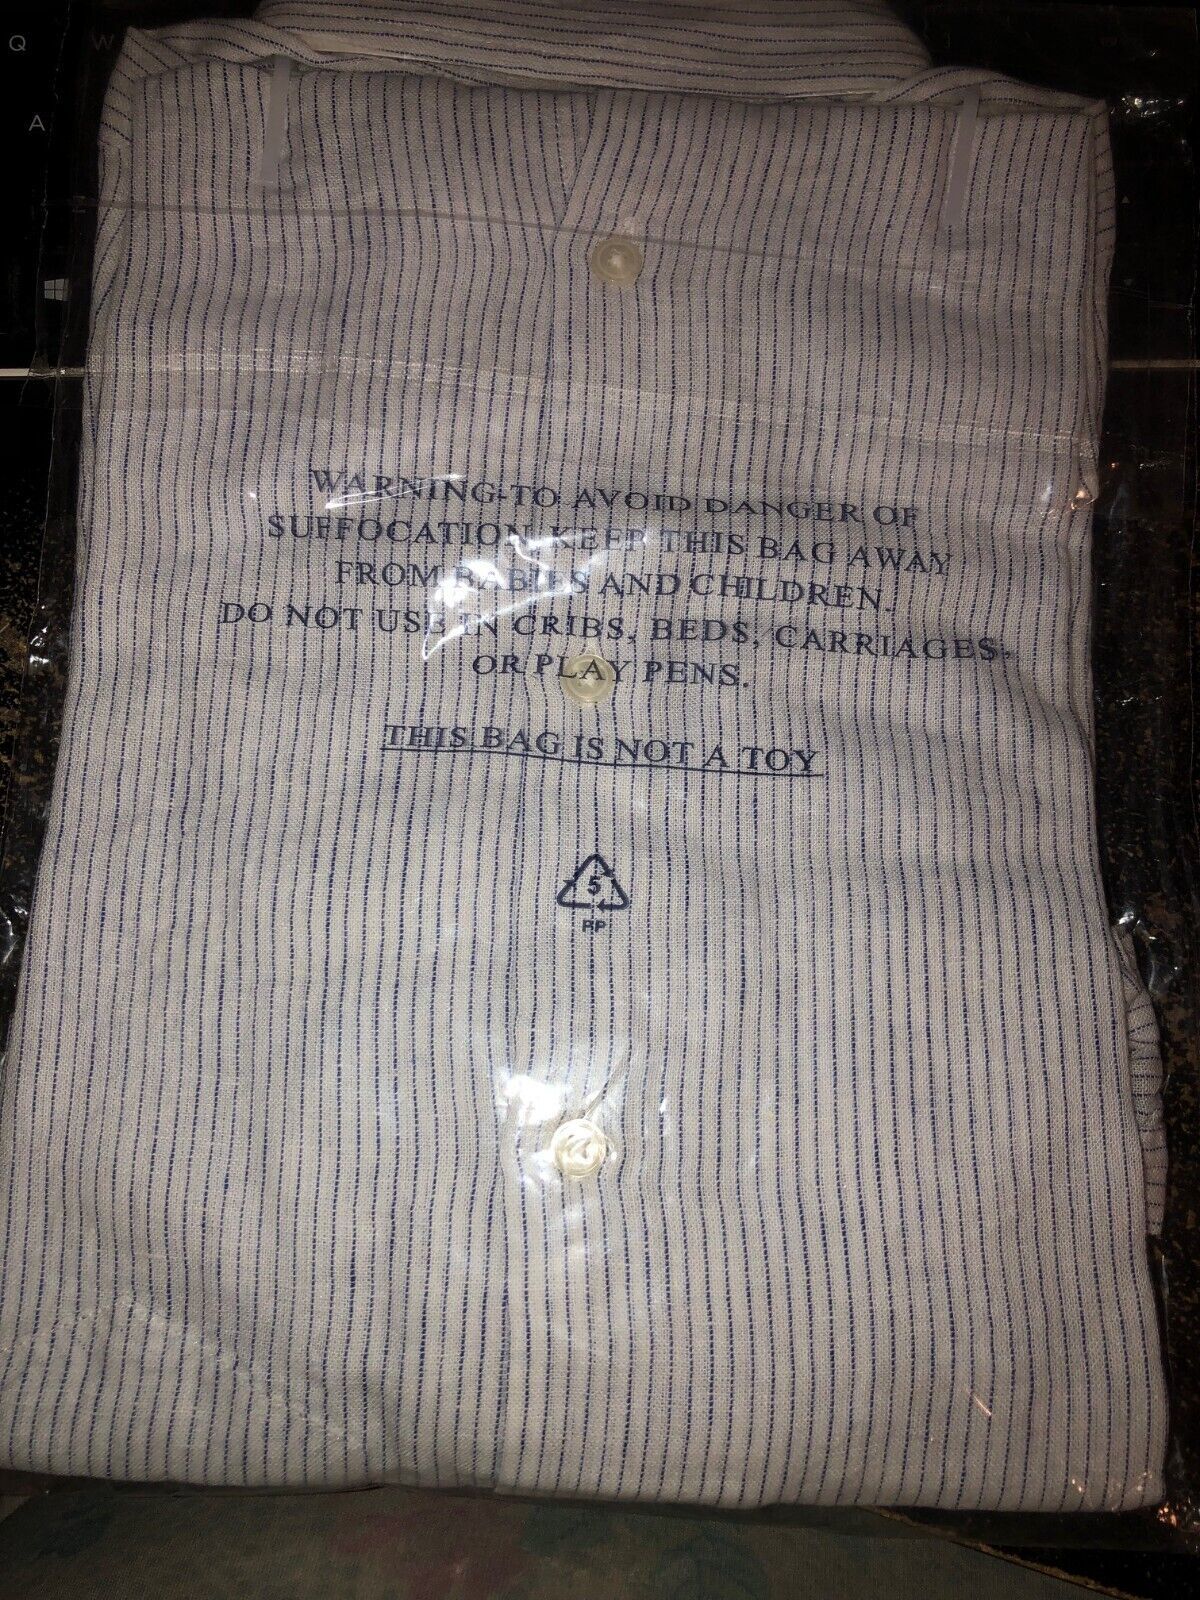 Q W
A
WARNING-TO AVOID DANGER OF
SUFFOCATION, KEEP THIS BAG AWAY
FROM BABIES AND CHILDREN.
DO NOT USE IN CRIBS, BEDS, CARRIAGES,
OR PLAY PENS.
THIS BAG IS NOT A TOY
5
PP